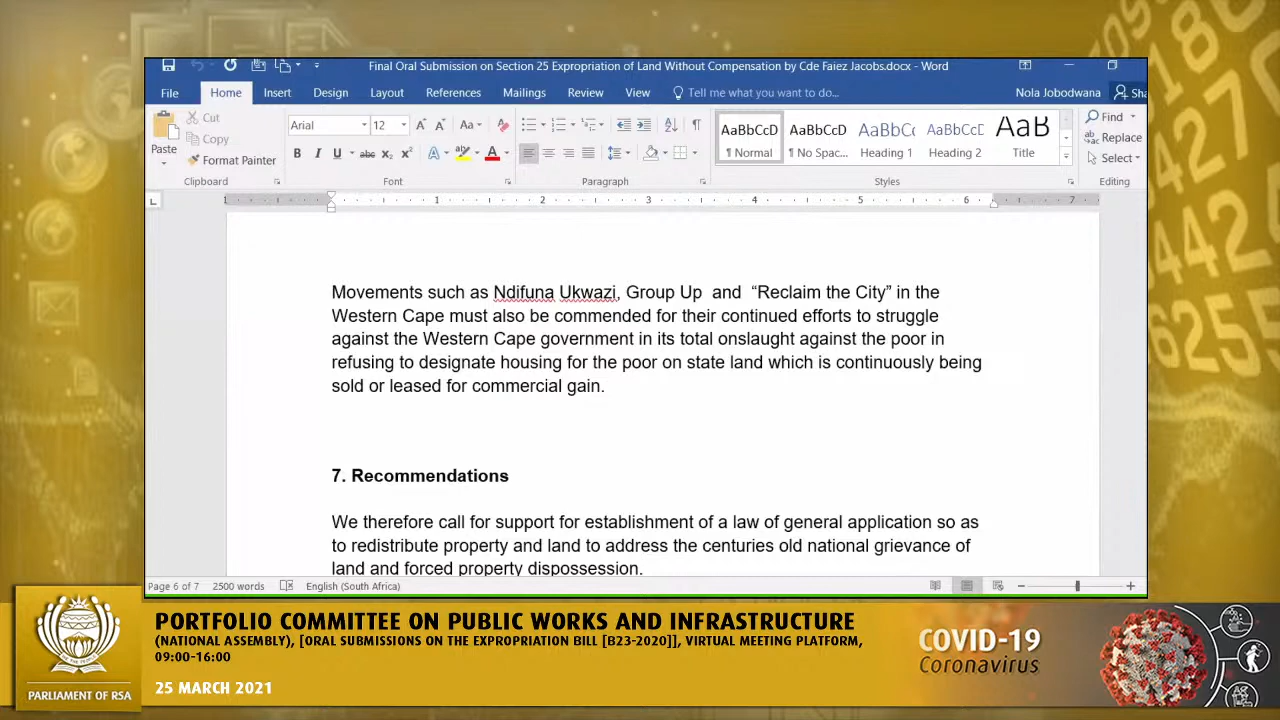 Final Oral Submission on Section 25 Expropriation of Land Without Compensation by Cde Faiez Jacobs.docx - Word
File Home Insert Design Layout References Mailings Review View Tell me what you want to do... Nola Jobodwana Sha
Paste Cut Copy Format Painter
Arial 12
AaBbCcD AaBbCcD AaBbCc AaBbCcD AaB
¶ Normal ¶ No Spac... Heading 1 Heading 2 Title
Find Replace Select
Clipboard Font Paragraph Styles Editing
1 1 2 3 4 5 6 7
Movements such as Ndifuna Ukwazi, Group Up and “Reclaim the City” in the
Western Cape must also be commended for their continued efforts to struggle
against the Western Cape government in its total onslaught against the poor in
refusing to designate housing for the poor on state land which is continuously being
sold or leased for commercial gain.
7. Recommendations
We therefore call for support for establishment of a law of general application so as
to redistribute property and land to address the centuries old national grievance of
land and forced property dispossession.
Page 6 of 7 2500 words English (South Africa)
PORTFOLIO COMMITTEE ON PUBLIC WORKS AND INFRASTRUCTURE
(NATIONAL ASSEMBLY), [ORAL SUBMISSIONS ON THE EXPROPRIATION BILL [B23-2020]], VIRTUAL MEETING PLATFORM,
09:00-16:00
25 MARCH 2021
PARLIAMENT OF RSA
COVID-19
Coronavirus